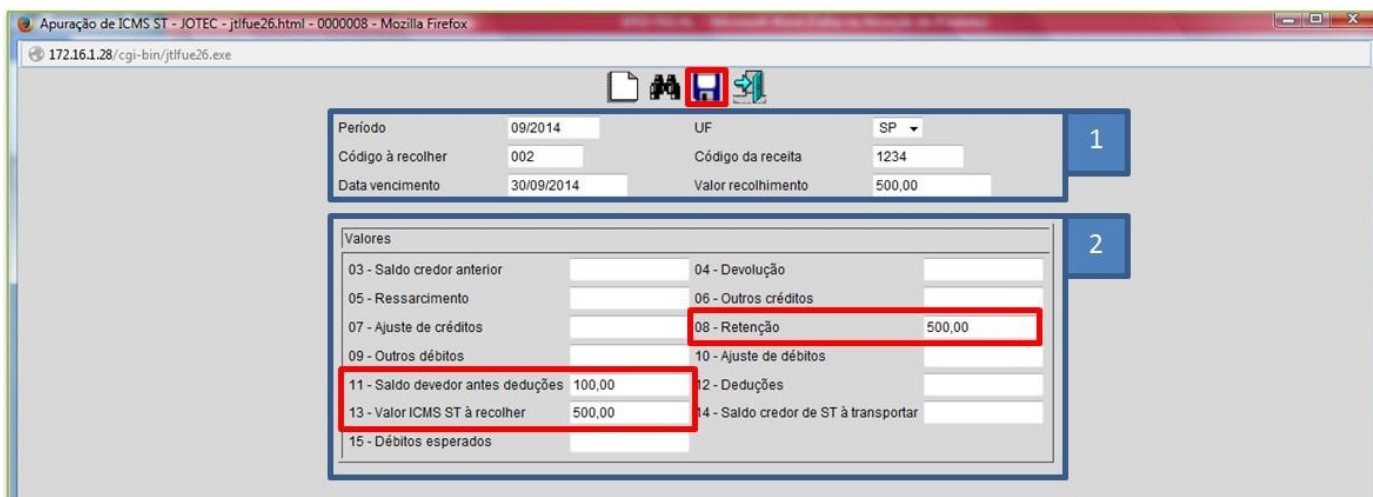 Apuração de ICMS ST - JOTEC - jtlfue26.html - 0000008 - Mozilla Firefox
172.16.1.28/cgi-bin/jtlfue26.exe
Período 09/2014 UF SP
Código à recolher 002 Código da receita 1234
Data vencimento 30/09/2014 Valor recolhimento 500,00
1
Valores
2
03 - Saldo credor anterior 04 - Devolução
05 - Ressarcimento 06 - Outros créditos
07 - Ajuste de créditos 08 - Retenção 500,00
09 - Outros débitos 10 - Ajuste de débitos
11 - Saldo devedor antes deduções 100,00 12 - Deduções
13 - Valor ICMS ST à recolher 500,00 14 - Saldo credor de ST à transportar
15 - Débitos esperados